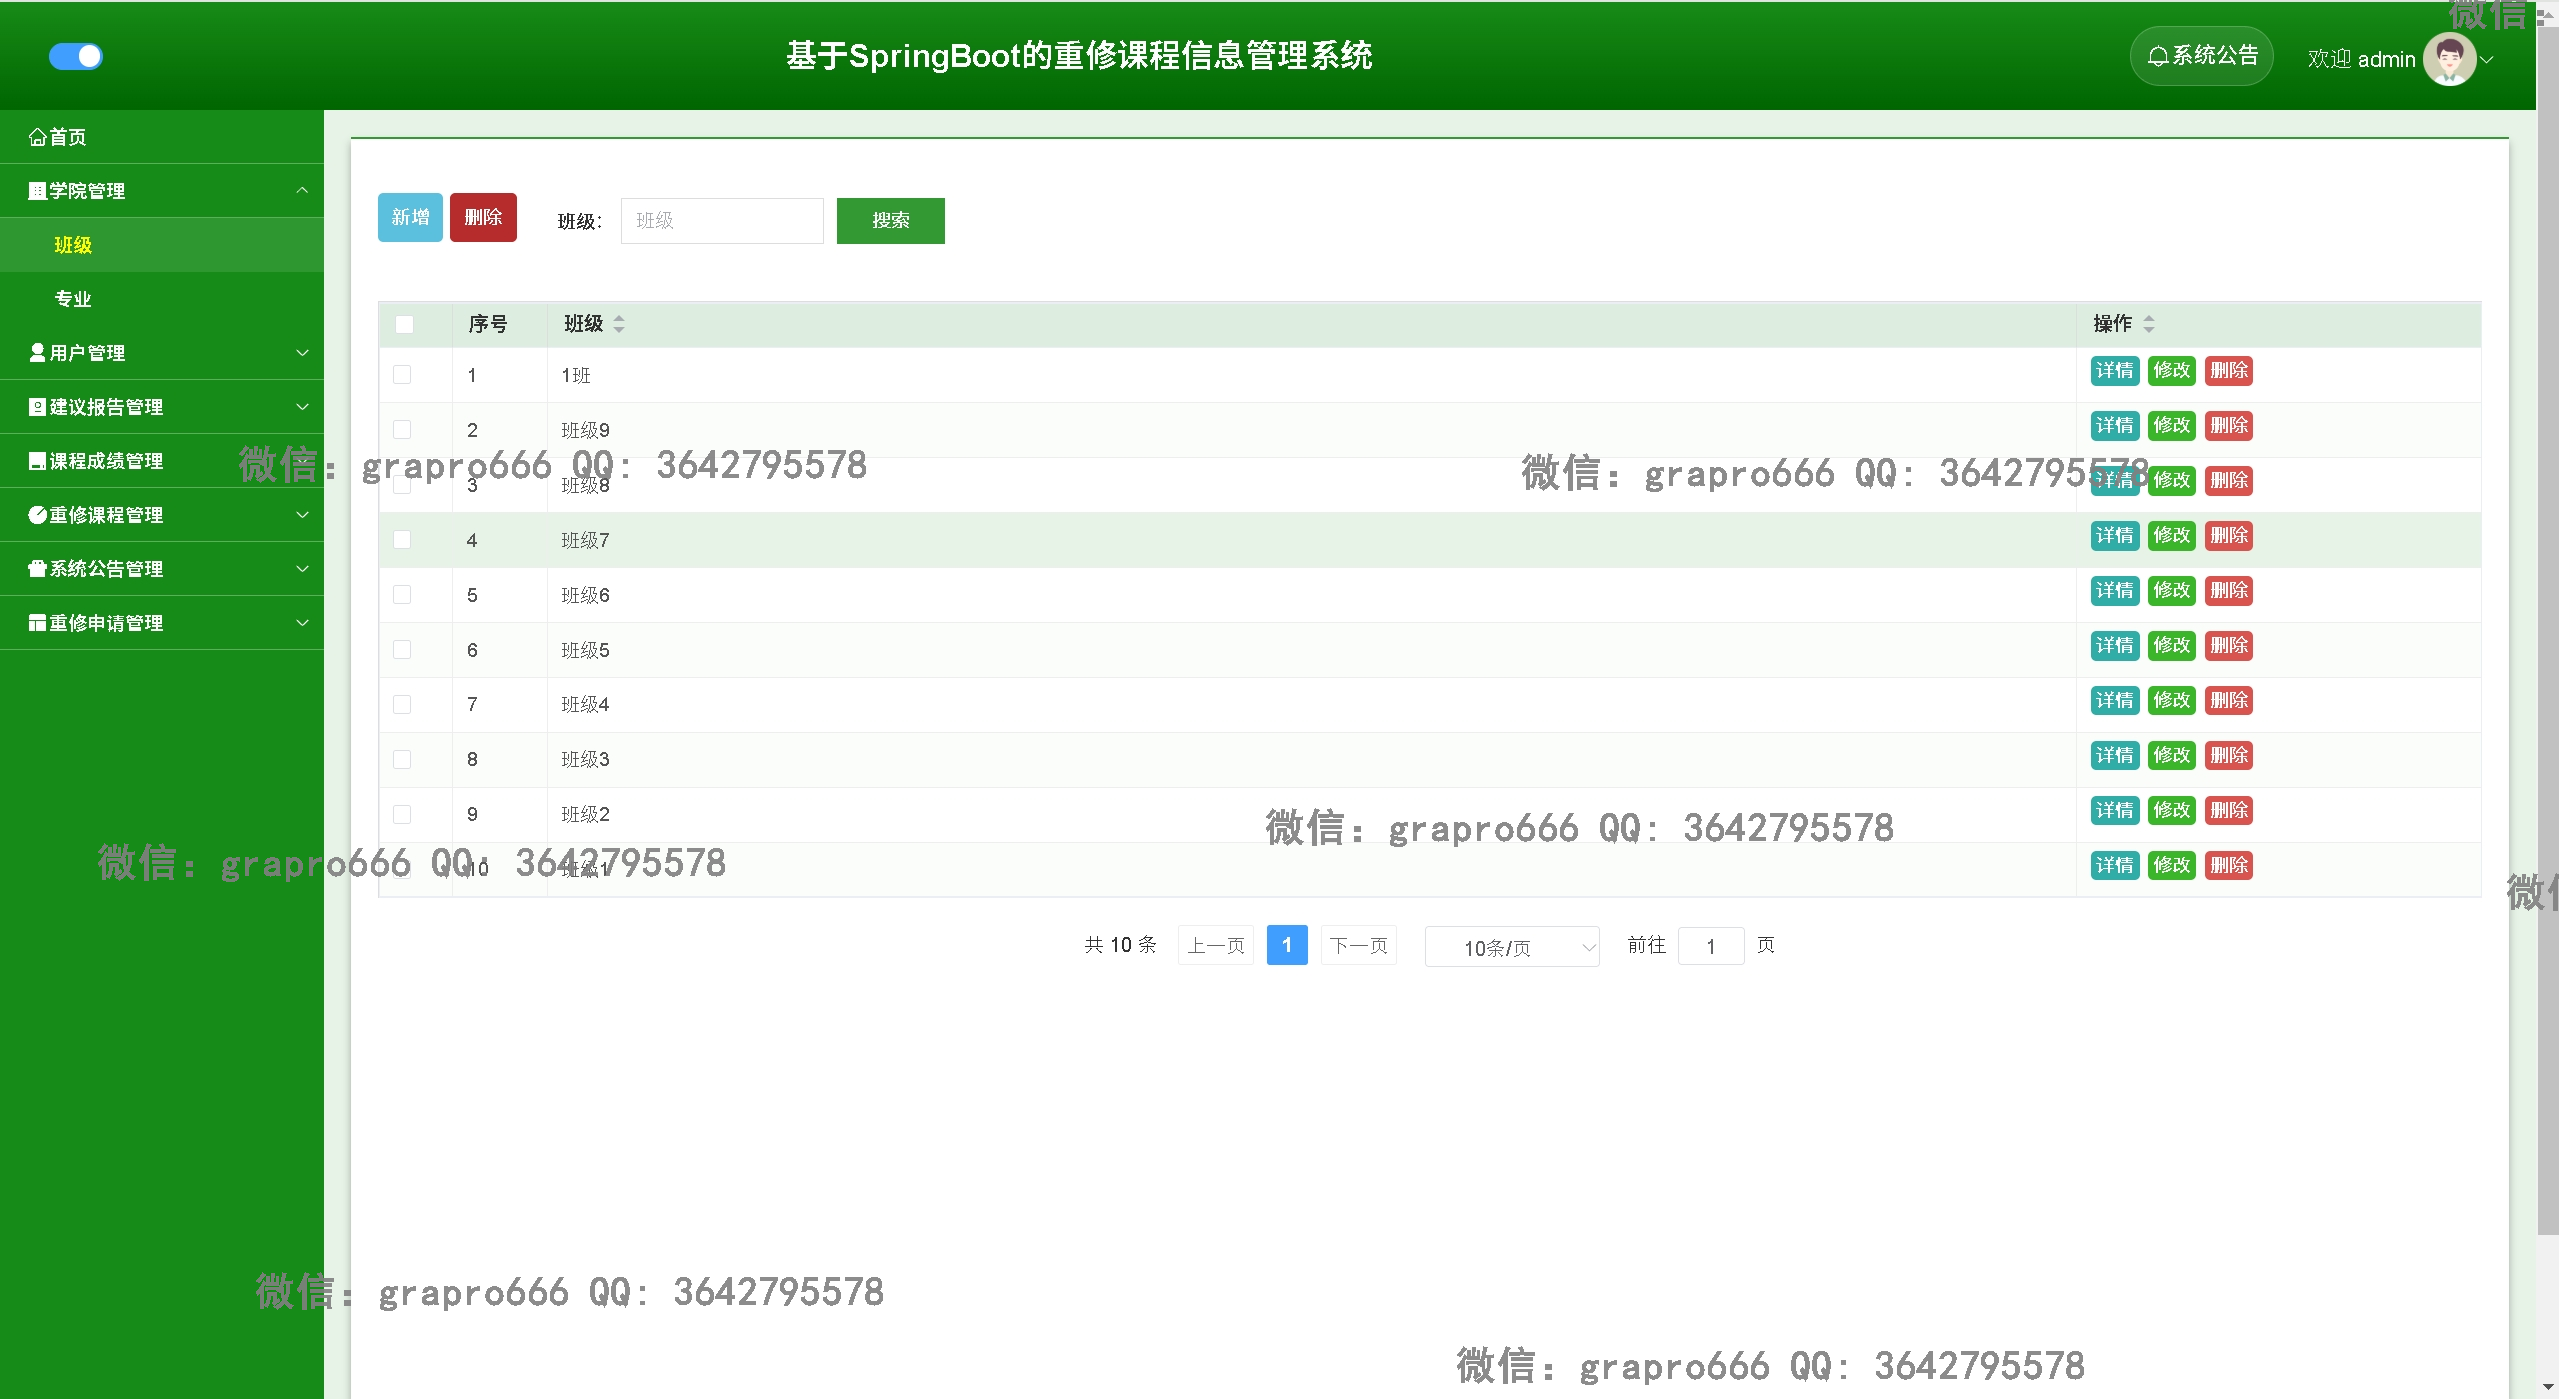 微信
基于SpringBoot的重修课程信息管理系统
系统公告
欢迎 admin
首页
学院管理
班级
专业
用户管理
建议报告管理
课程成绩管理
重修课程管理
系统公告管理
重修申请管理
新增 删除 班级: 班级 搜索
序号 班级 操作
1 1班 详情 修改 删除
2 班级9 详情 修改 删除
微信: grapro666 QQ: 3642795578
微信: grapro666 QQ: 3642795578
3 班级8 详情 修改 删除
4 班级7 详情 修改 删除
5 班级6 详情 修改 删除
6 班级5 详情 修改 删除
7 班级4 详情 修改 删除
8 班级3 详情 修改 删除
9 班级2 详情 修改 删除
微信: grapro666 QQ: 3642795578
微信: grapro666 QQ: 3642795578
10 班级1 详情 修改 删除
微信
共 10 条 上一页 1 下一页 10条/页 前往 1 页
微信: grapro666 QQ: 3642795578
微信: grapro666 QQ: 3642795578